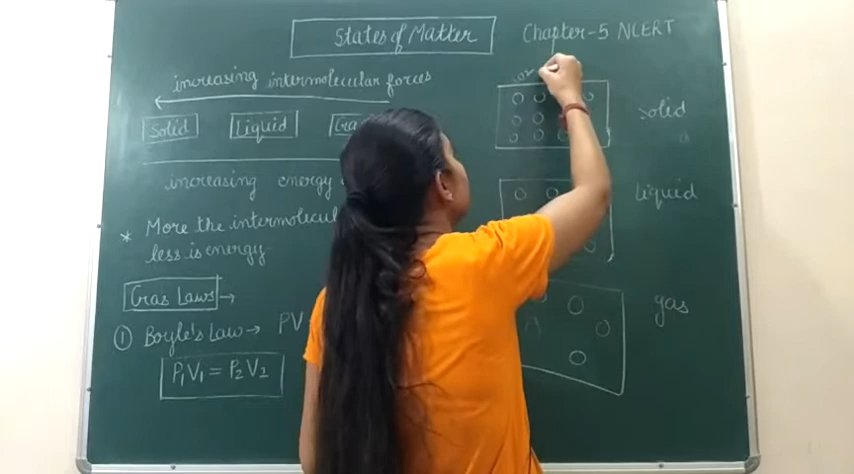 States of Matter
Chapter-5 NCERT
increasing intermolecular forces
Solid
Liquid
solid
increasing energy
liquid
* More the
less is energy
Gas Laws →
gas
① Boyle's Law → PV
P₁V₁ = P₂V₂